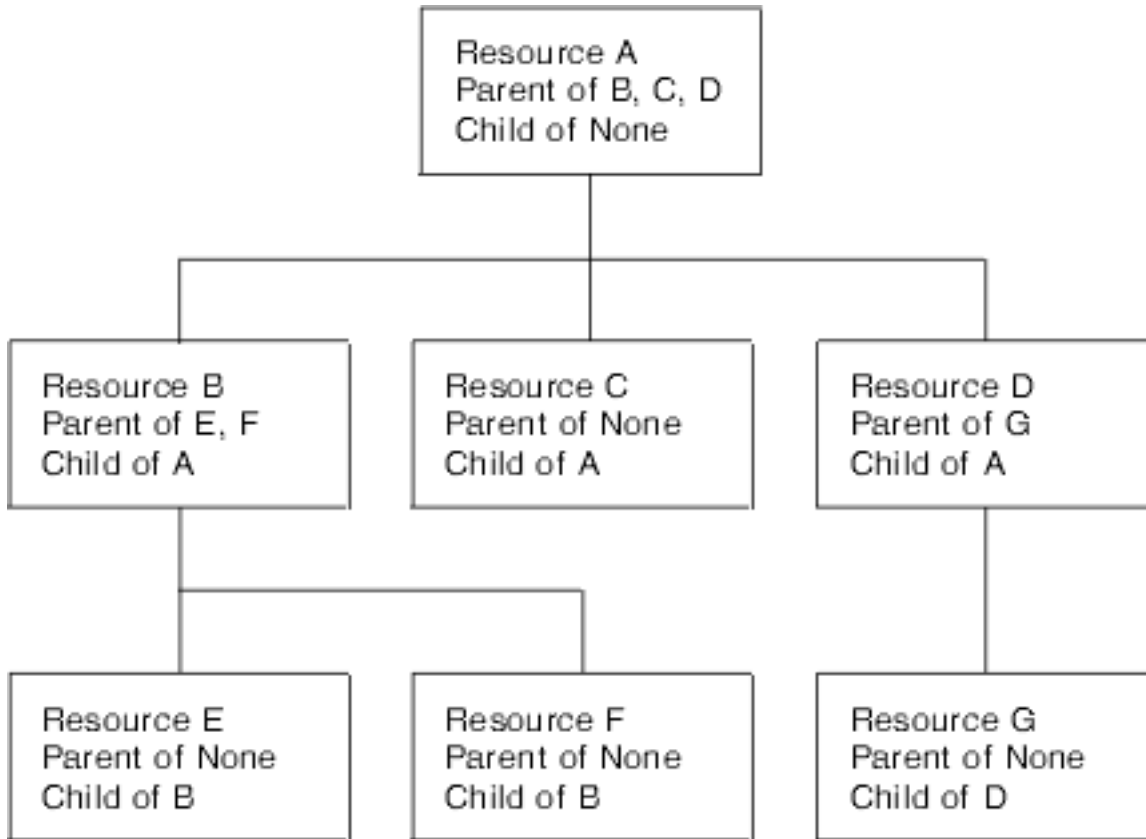 Resource A
Parent of B, C, D
Child of None
Resource B
Parent of E, F
Child of A
Resource C
Parent of None
Child of A
Resource D
Parent of G
Child of A
Resource E
Parent of None
Child of B
Resource F
Parent of None
Child of B
Resource G
Parent of None
Child of D